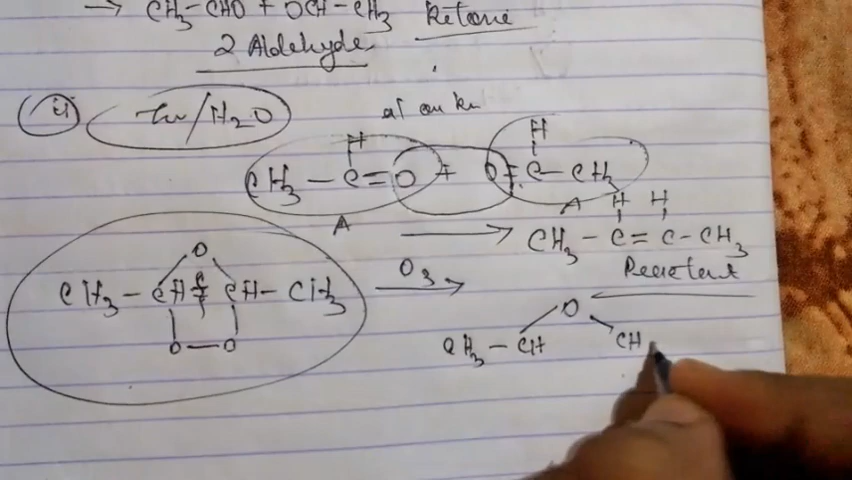 → CH3-CHO + OCH-CH3 Ketone
2 Aldehyde
ii Zn/H2O
H H
CH3 - C=O + O=C - CH3
A A
H H
→ CH3 - C=C - CH3
Reactant
O
CH3 - CH CH - CH3 O3 →
O-O
O
CH3 - CH CH